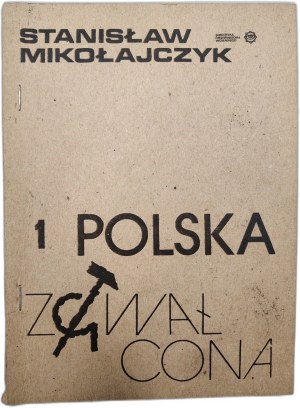 STANISŁAW
MIKOŁAJCZYK
1 POLSKA
ZGWAŁ
CONA